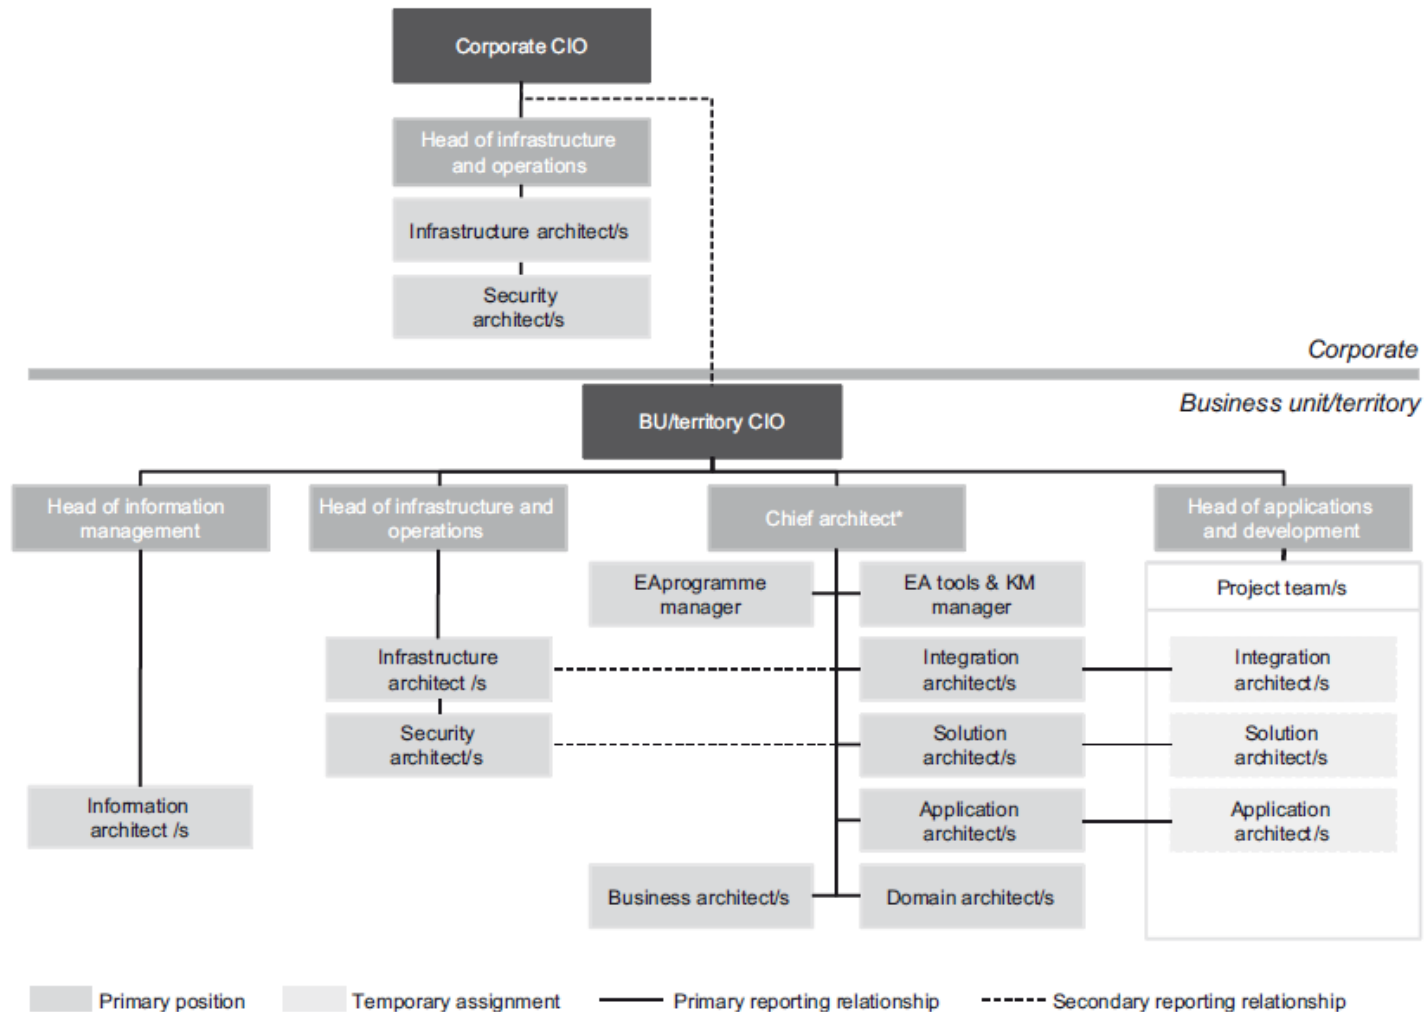 Corporate CIO
Head of infrastructure
and operations
Infrastructure architect/s
Security
architect/s
Corporate
Business unit/territory
BU/territory CIO
Head of information
management
Head of infrastructure and
operations
Chief architect*
Head of applications
and development
EAprogramme
manager
EA tools & KM
manager
Project team/s
Infrastructure
architect /s
Integration
architect/s
Integration
architect/s
Security
architect/s
Solution
architect/s
Solution
architect/s
Information
architect /s
Application
architect/s
Application
architect/s
Business architect/s
Domain architect/s
Primary position
Temporary assignment
Primary reporting relationship
Secondary reporting relationship